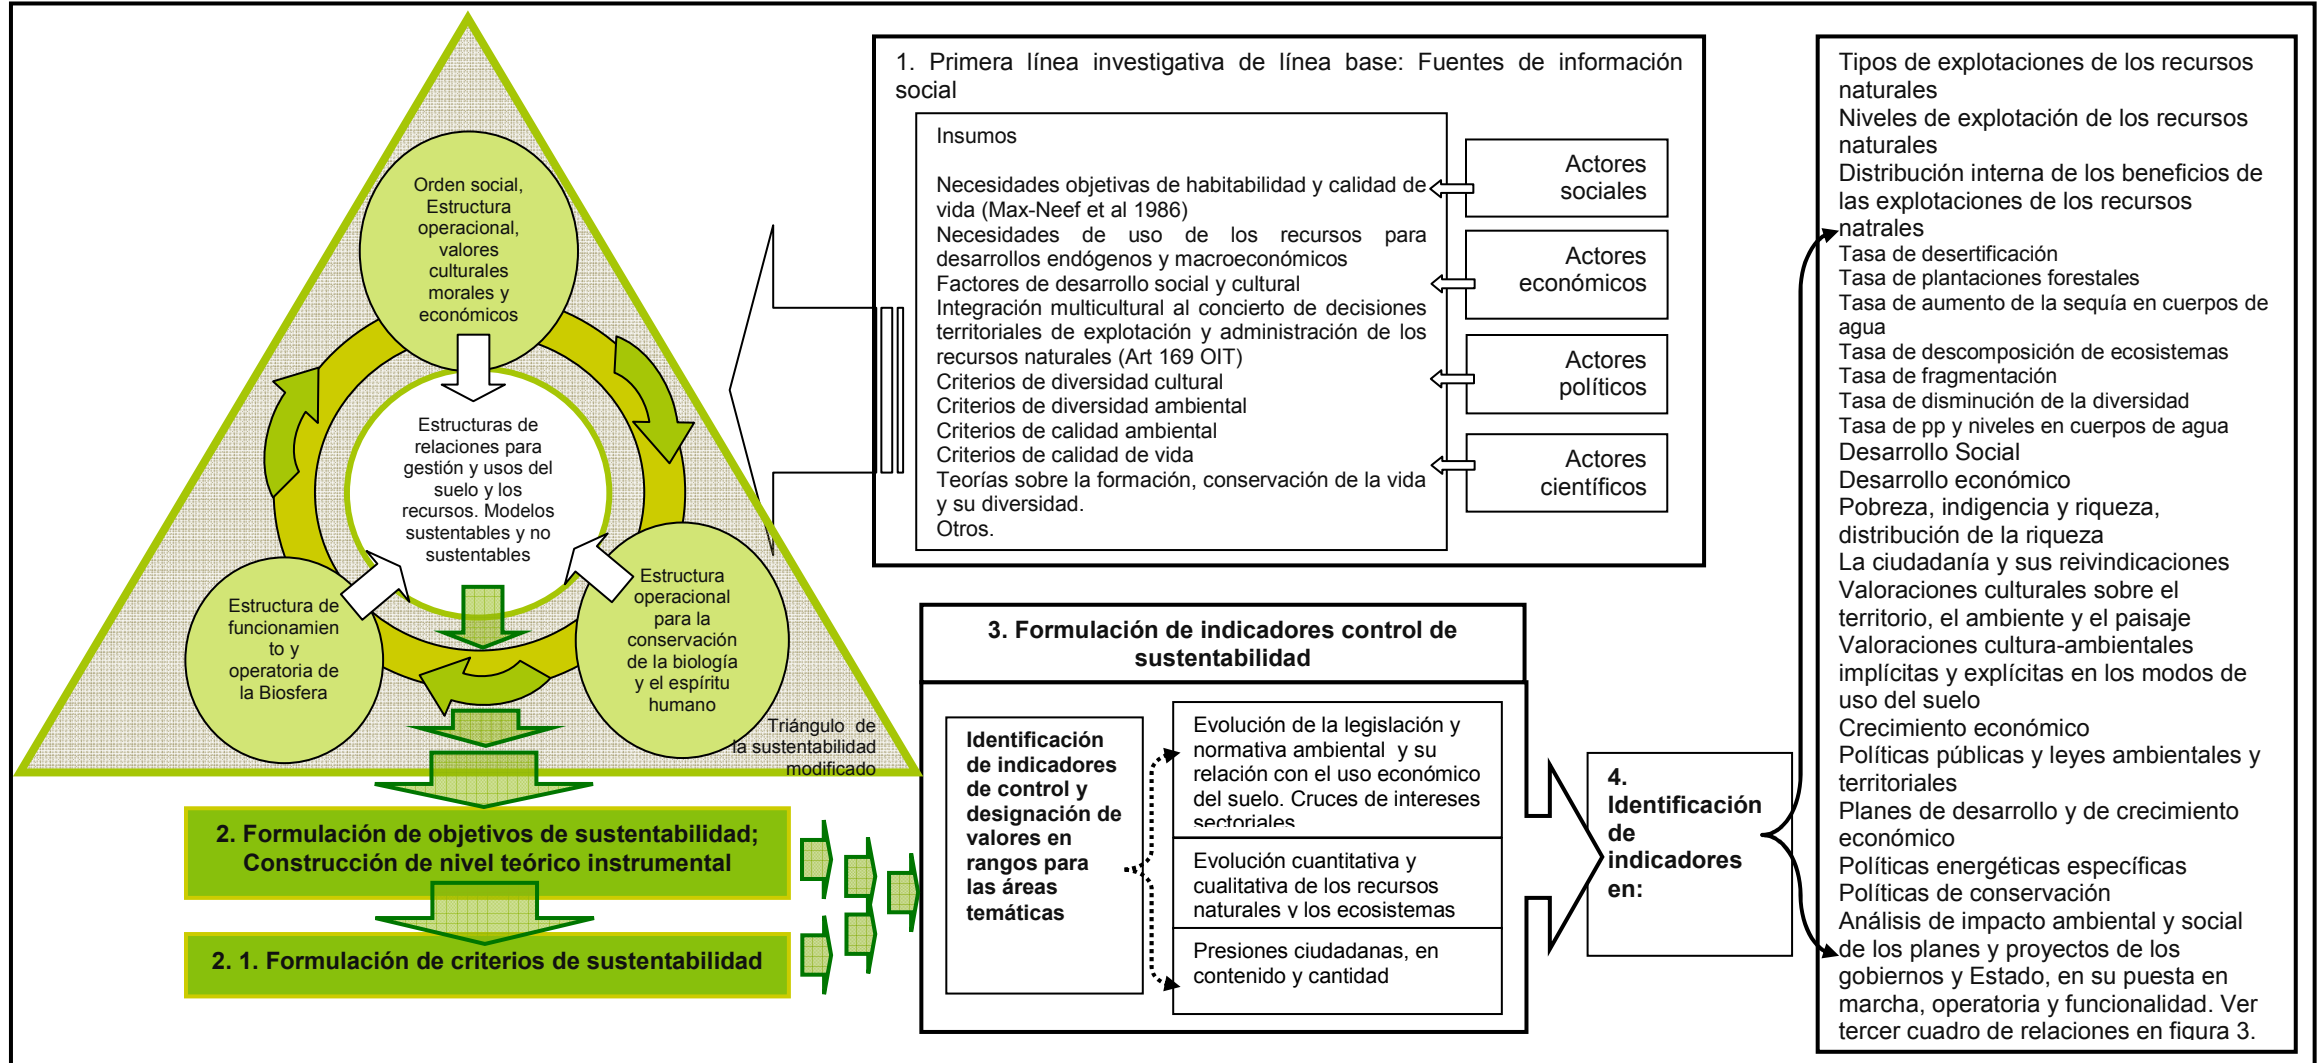 Orden social,
Estructura
operacional,
valores
culturales
morales y
económicos
Estructuras de
relaciones para
gestión y usos del
suelo y los
recursos. Modelos
sustentables y no
sustentables
Estructura de
funcionamien
to y
operatoria de
la Biosfera
Estructura
operacional
para la
conservación
de la biología
y el espíritu
humano
Triángulo de
la sustentabilidad
modificado
1. Primera línea investigativa de línea base: Fuentes de información
social
Insumos
Necesidades objetivas de habitabilidad y calidad de
vida (Max-Neef et al 1986)
Necesidades de uso de los recursos para
desarrollos endógenos y macroeconómicos
Factores de desarrollo social y cultural
Integración multicultural al concierto de decisiones
territoriales de explotación y administración de los
recursos naturales (Art 169 OIT)
Criterios de diversidad cultural
Criterios de diversidad ambiental
Criterios de calidad ambiental
Criterios de calidad de vida
Teorías sobre la formación, conservación de la vida
y su diversidad.
Otros.
Actores
sociales
Actores
económicos
Actores
políticos
Actores
científicos
2. Formulación de objetivos de sustentabilidad;
Construcción de nivel teórico instrumental
2. 1. Formulación de criterios de sustentabilidad
3. Formulación de indicadores control de
sustentabilidad
Identificación
de indicadores
de control y
designación de
valores en
rangos para
las áreas
temáticas
Evolución de la legislación y
normativa ambiental y su
relación con el uso económico
del suelo. Cruces de intereses
sectoriales
Evolución cuantitativa y
cualitativa de los recursos
naturales y los ecosistemas
Presiones ciudadanas, en
contenido y cantidad
4.
Identificación
de
indicadores
en:
Tipos de explotaciones de los recursos
naturales
Niveles de explotación de los recursos
naturales
Distribución interna de los beneficios de
las explotaciones de los recursos
natrales
Tasa de desertificación
Tasa de plantaciones forestales
Tasa de aumento de la sequía en cuerpos de
agua
Tasa de descomposición de ecosistemas
Tasa de fragmentación
Tasa de disminución de la diversidad
Tasa de pp y niveles en cuerpos de agua
Desarrollo Social
Desarrollo económico
Pobreza, indigencia y riqueza,
distribución de la riqueza
La ciudadanía y sus reivindicaciones
Valoraciones culturales sobre el
territorio, el ambiente y el paisaje
Valoraciones cultura-ambientales
implícitas y explícitas en los modos de
uso del suelo
Crecimiento económico
Políticas públicas y leyes ambientales y
territoriales
Planes de desarrollo y de crecimiento
económico
Políticas energéticas específicas
Políticas de conservación
Análisis de impacto ambiental y social
de los planes y proyectos de los
gobiernos y Estado, en su puesta en
marcha, operatoria y funcionalidad. Ver
tercer cuadro de relaciones en figura 3.